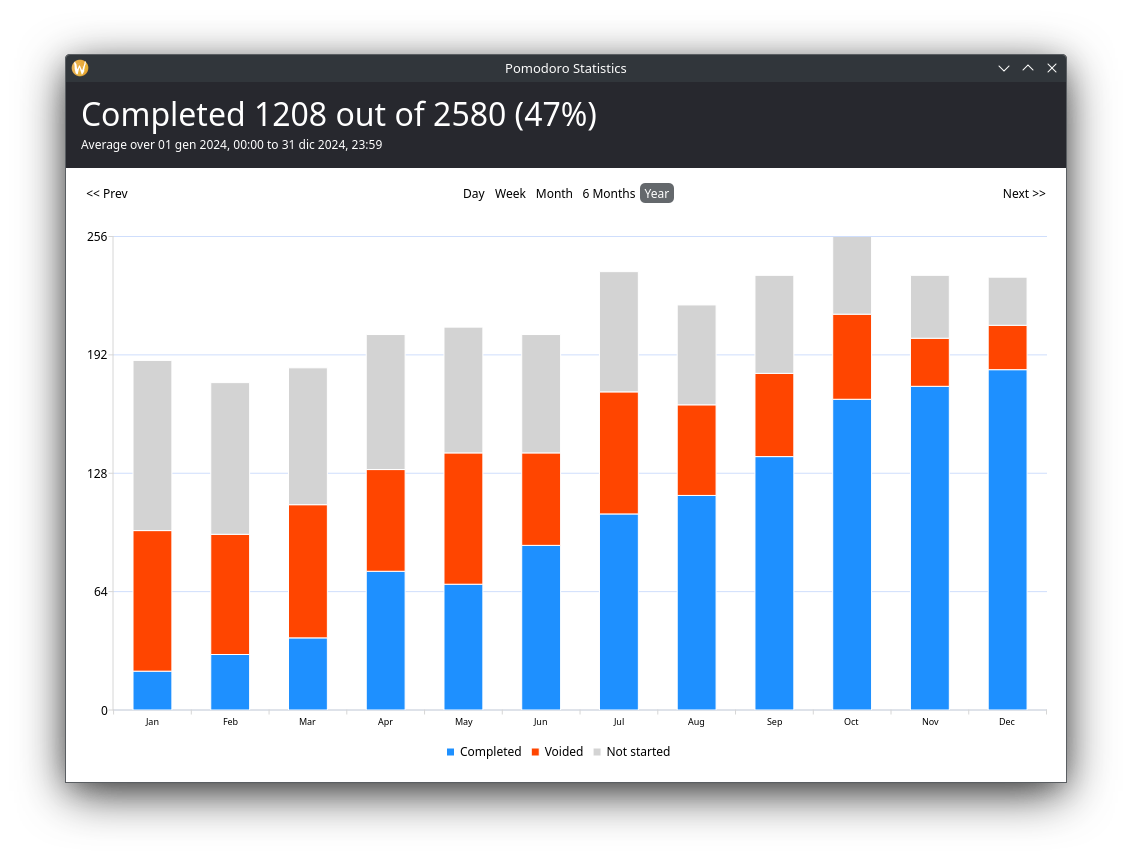 W
Pomodoro Statistics
Completed 1208 out of 2580 (47%)
Average over 01 gen 2024, 00:00 to 31 dic 2024, 23:59
<< Prev Day Week Month 6 Months Year Next >>
256
192
128
64
0
Jan Feb Mar Apr May Jun Jul Aug Sep Oct Nov Dec
Completed Voided Not started